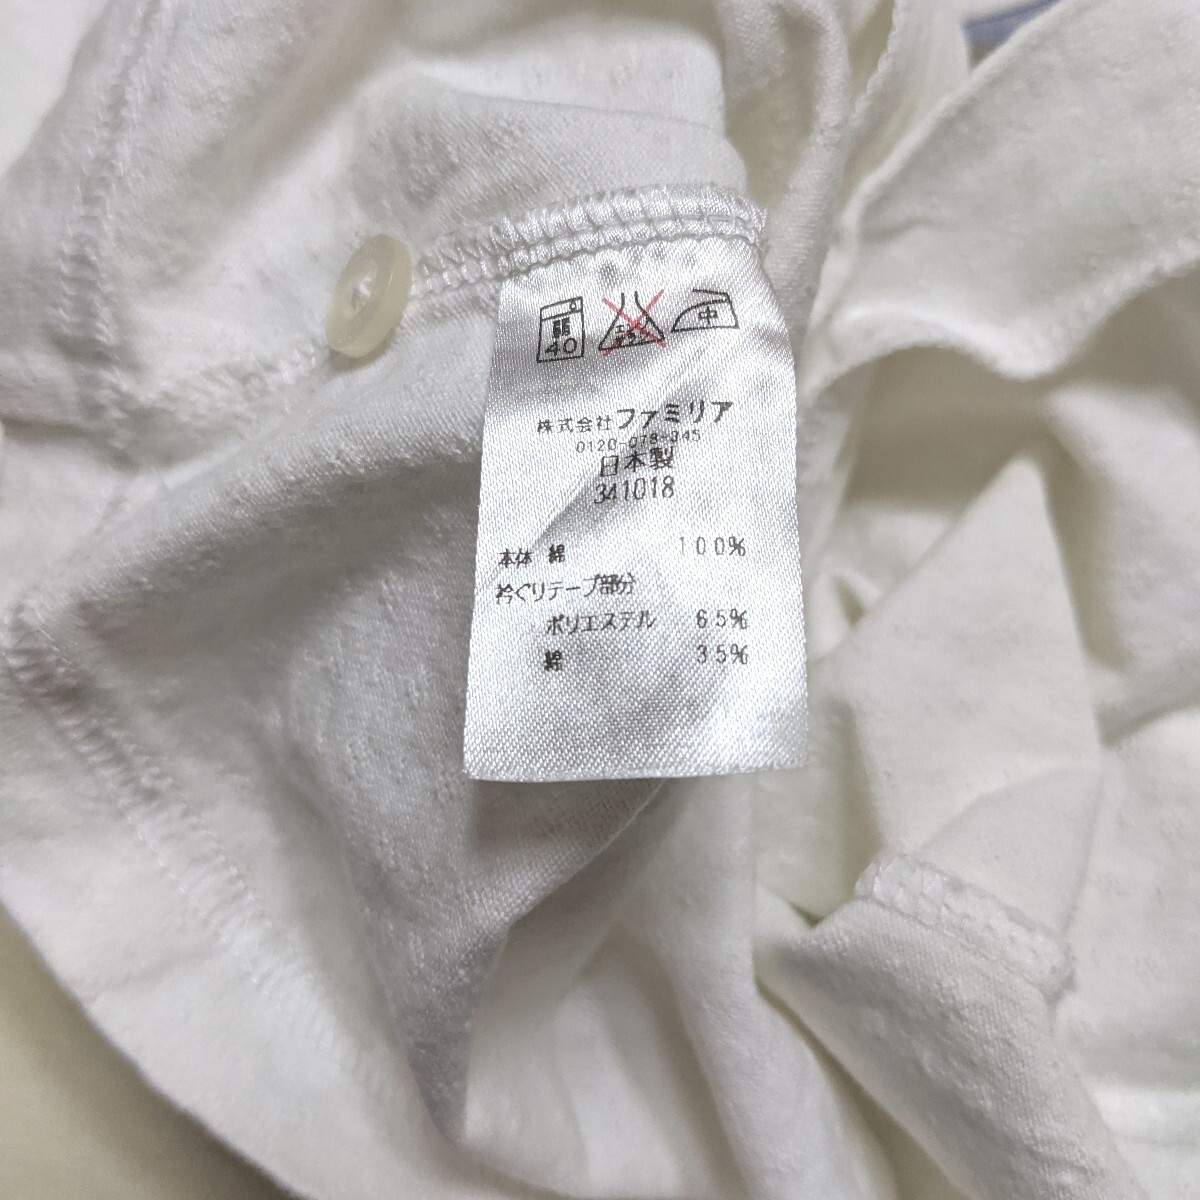 40 中
株式会社ファミリア
0120-078-345
日本製
341018
本体 綿 100%
衿ぐりテープ部分
ポリエステル 65%
綿 35%